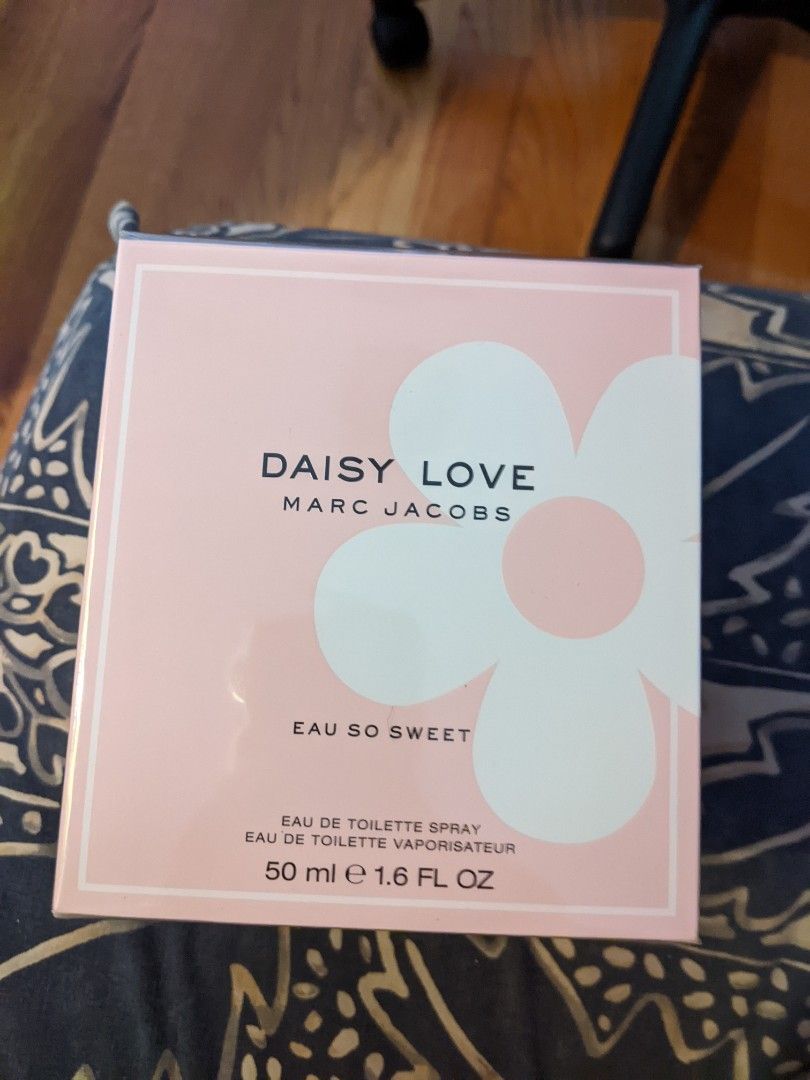 DAISY LOVE
MARC JACOBS
EAU SO SWEET
EAU DE TOILETTE SPRAY
EAU DE TOILETTE VAPORISATEUR
50 ml ℮ 1.6 FL OZ